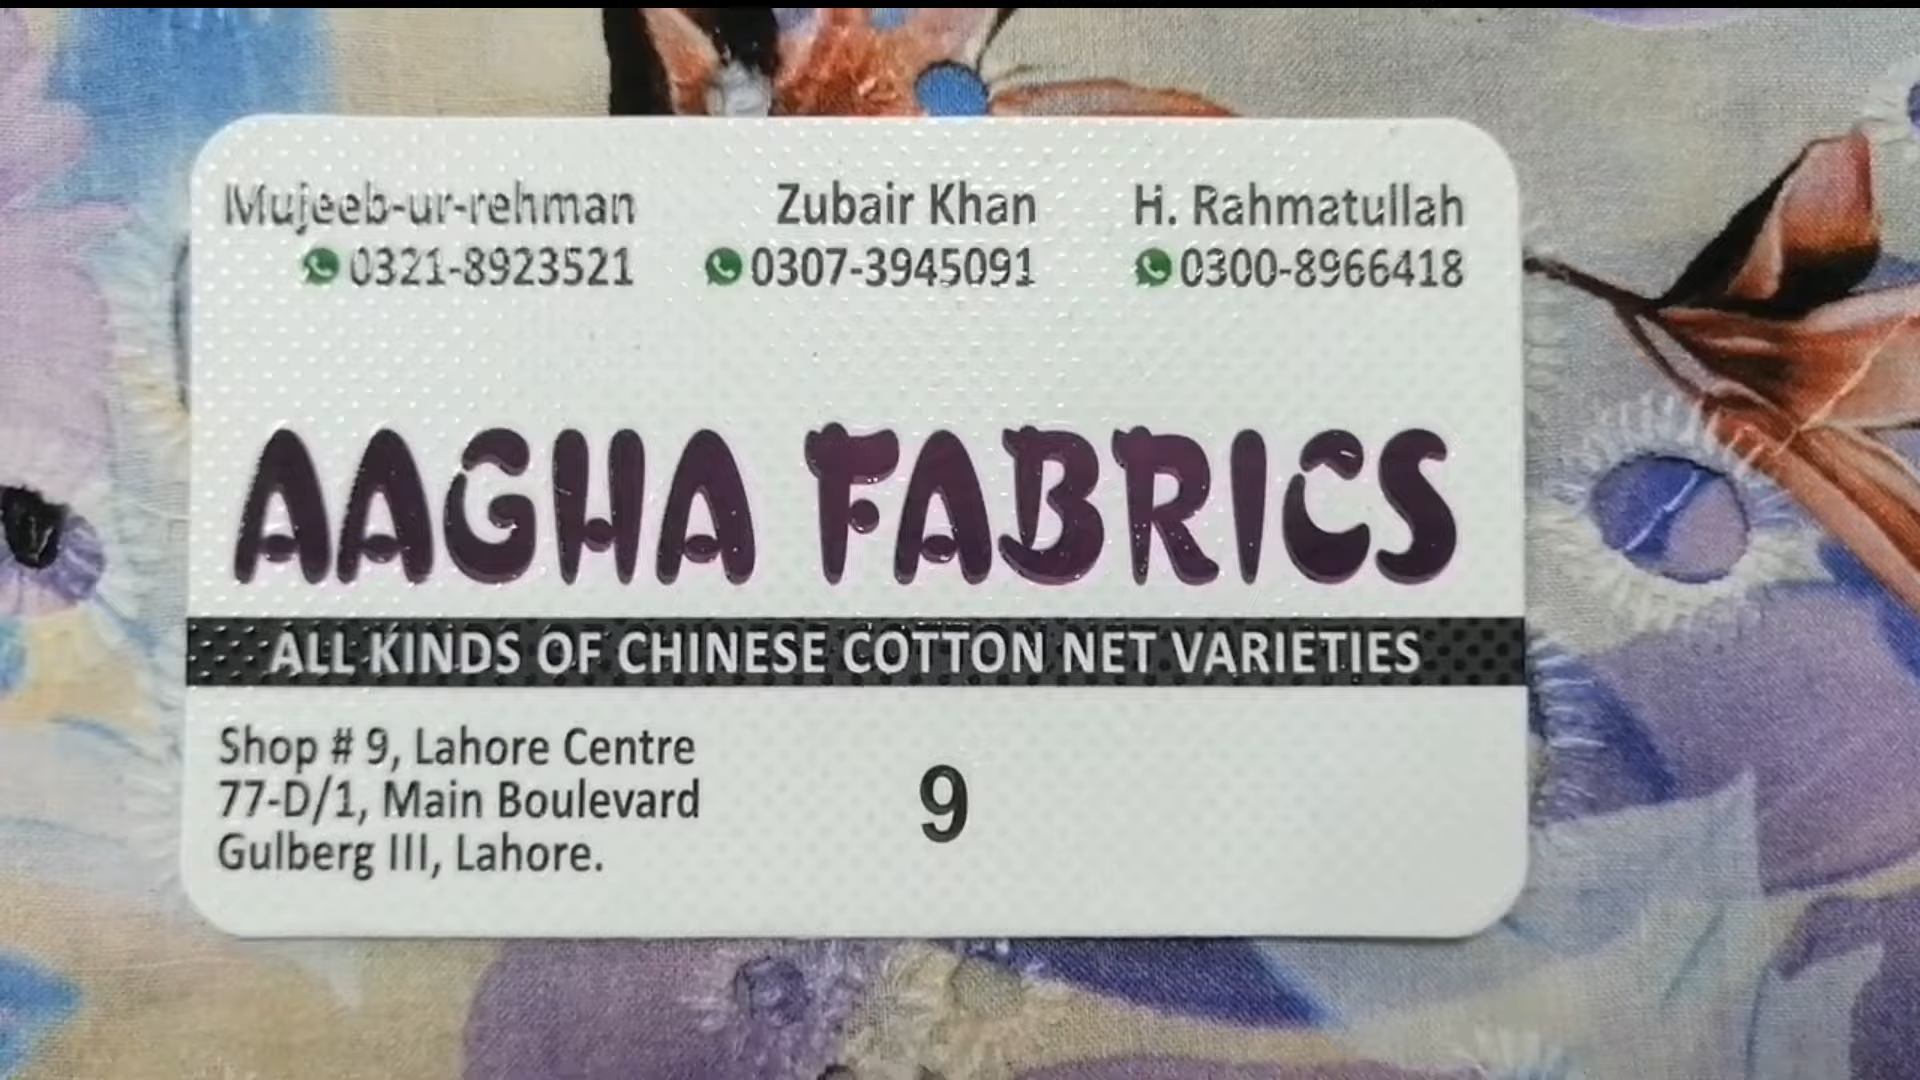 Mujeeb-ur-rehman Zubair Khan H. Rahmatullah
0321-8923521 0307-3945091 0300-8966418
AAGHA FABRICS
ALL KINDS OF CHINESE COTTON NET VARIETIES
Shop # 9, Lahore Centre
77-D/1, Main Boulevard
Gulberg III, Lahore.
9